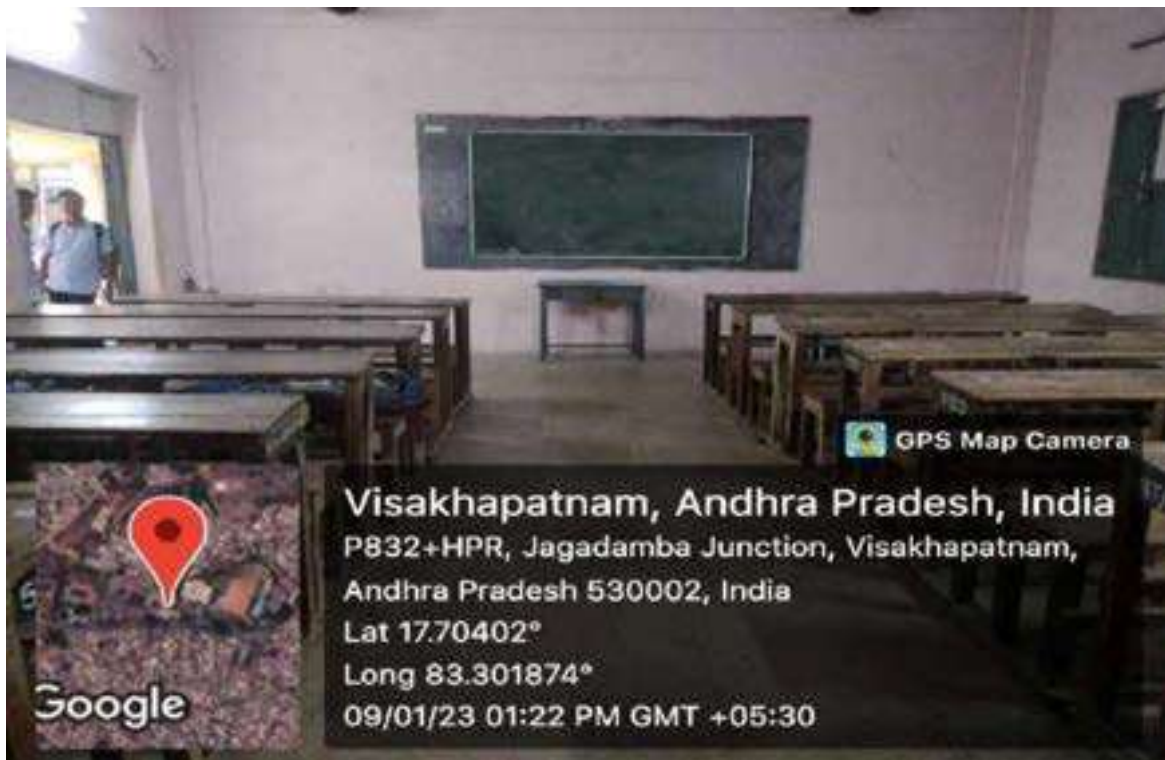 GPS Map Camera
Visakhapatnam, Andhra Pradesh, India
P832+HPR, Jagadamba Junction, Visakhapatnam,
Andhra Pradesh 530002, India
Lat 17.70402°
Long 83.301874°
09/01/23 01:22 PM GMT +05:30
Google